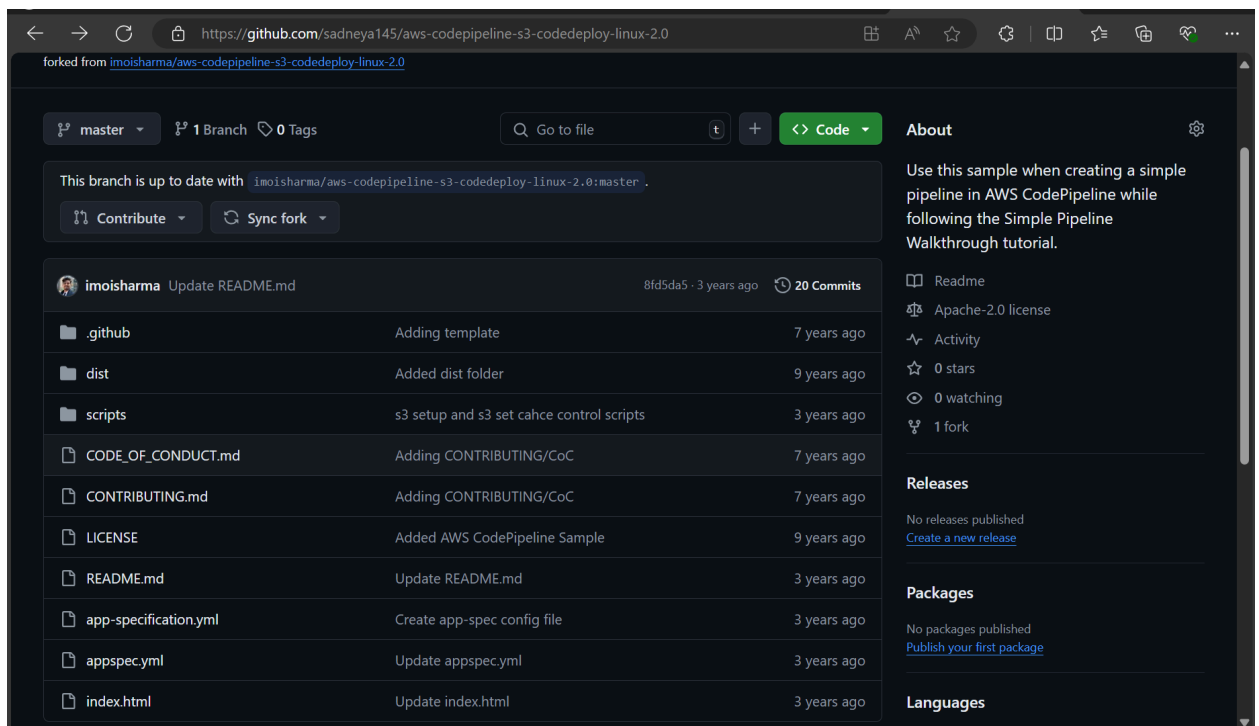 https://github.com/sadneya145/aws-codepipeline-s3-codedeploy-linux-2.0
forked from imoisharma/aws-codepipeline-s3-codedeploy-linux-2.0
master 1 Branch 0 Tags Go to file t + Code
This branch is up to date with imoisharma/aws-codepipeline-s3-codedeploy-linux-2.0:master .
Contribute Sync fork
imoisharma Update README.md 8fd5da5 · 3 years ago 20 Commits
.github Adding template 7 years ago
dist Added dist folder 9 years ago
scripts s3 setup and s3 set cahce control scripts 3 years ago
CODE_OF_CONDUCT.md Adding CONTRIBUTING/CoC 7 years ago
CONTRIBUTING.md Adding CONTRIBUTING/CoC 7 years ago
LICENSE Added AWS CodePipeline Sample 9 years ago
README.md Update README.md 3 years ago
app-specification.yml Create app-spec config file 3 years ago
appspec.yml Update appspec.yml 3 years ago
index.html Update index.html 3 years ago
About
Use this sample when creating a simple
pipeline in AWS CodePipeline while
following the Simple Pipeline
Walkthrough tutorial.
Readme
Apache-2.0 license
Activity
0 stars
0 watching
1 fork
Releases
No releases published
Create a new release
Packages
No packages published
Publish your first package
Languages